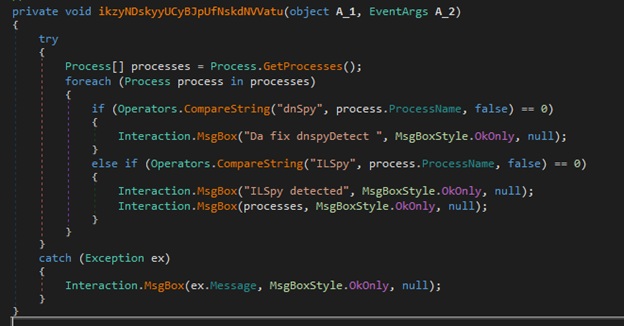 private void ikzyNDskyyUCyBJpUfNskdNVVatu(object A_1, EventArgs A_2)
{
try
{
Process[] processes = Process.GetProcesses();
foreach (Process process in processes)
{
if (Operators.CompareString("dnSpy", process.ProcessName, false) == 0)
{
Interaction.MsgBox("Da fix dnspyDetect ", MsgBoxStyle.OkOnly, null);
}
else if (Operators.CompareString("ILSpy", process.ProcessName, false) == 0)
{
Interaction.MsgBox("ILSpy detected", MsgBoxStyle.OkOnly, null);
Interaction.MsgBox(processes, MsgBoxStyle.OkOnly, null);
}
}
}
catch (Exception ex)
{
Interaction.MsgBox(ex.Message, MsgBoxStyle.OkOnly, null);
}
}